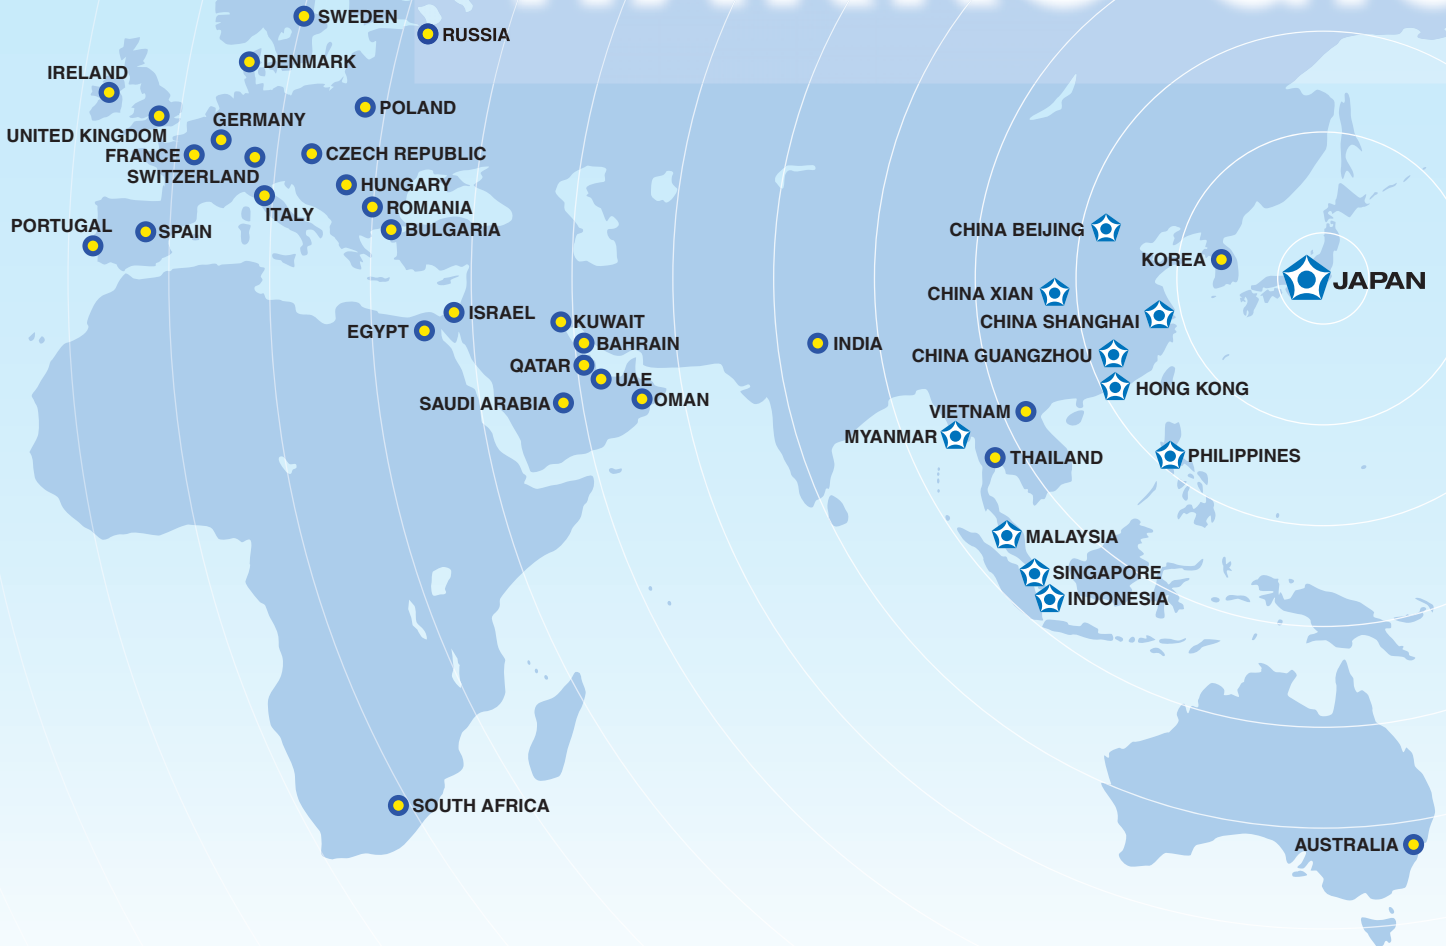 SWEDEN
RUSSIA
DENMARK
IRELAND
POLAND
GERMANY
UNITED KINGDOM
FRANCE
CZECH REPUBLIC
SWITZERLAND
HUNGARY
ROMANIA
ITALY
PORTUGAL
SPAIN
BULGARIA
CHINA BEIJING
KOREA
JAPAN
CHINA XIAN
ISRAEL
KUWAIT
CHINA SHANGHAI
EGYPT
BAHRAIN
INDIA
CHINA GUANGZHOU
QATAR
UAE
HONG KONG
SAUDI ARABIA
OMAN
VIETNAM
MYANMAR
THAILAND
PHILIPPINES
MALAYSIA
SINGAPORE
INDONESIA
SOUTH AFRICA
AUSTRALIA